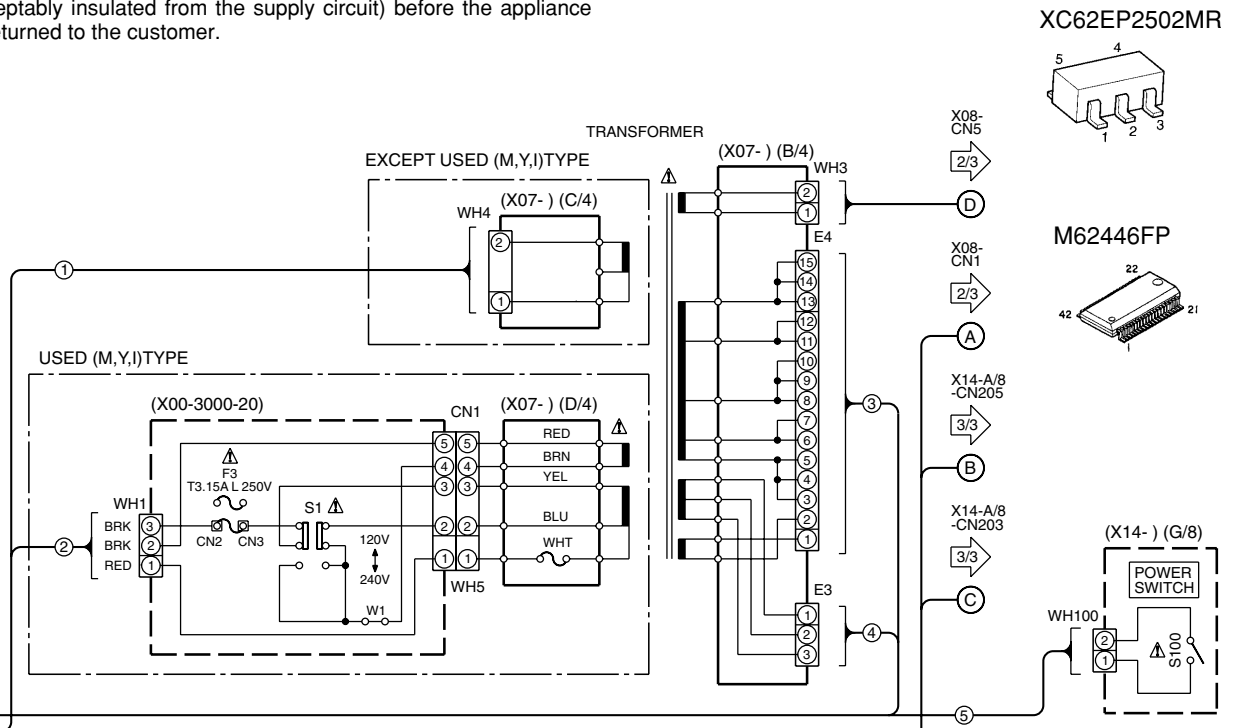 eptably insulated from the supply circuit) before the appliance
eturned to the customer.
XC62EP2502MR
5
4
1
2
3
M62446FP
22
42
21
1
TRANSFORMER
EXCEPT USED (M,Y,I)TYPE
(X07- ) (C/4)
WH4
2
1
1
(X07- ) (B/4)
WH3
2
1
E4
15
14
13
12
11
10
9
8
7
6
5
4
3
2
1
3
E3
1
2
3
4
X08-
CN5
2/3
D
X08-
CN1
2/3
A
X14-A/8
-CN205
3/3
B
X14-A/8
-CN203
3/3
C
USED (M,Y,I)TYPE
(X00-3000-20)
F3
T3.15A L 250V
WH1
BRK
3
BRK
2
RED
1
2
CN2
CN3
S1
120V
240V
W1
CN1
5
5
4
4
3
3
2
2
1
1
WH5
(X07- ) (D/4)
RED
BRN
YEL
BLU
WHT
(X14- ) (G/8)
POWER
SWITCH
WH100
2
1
S100
5